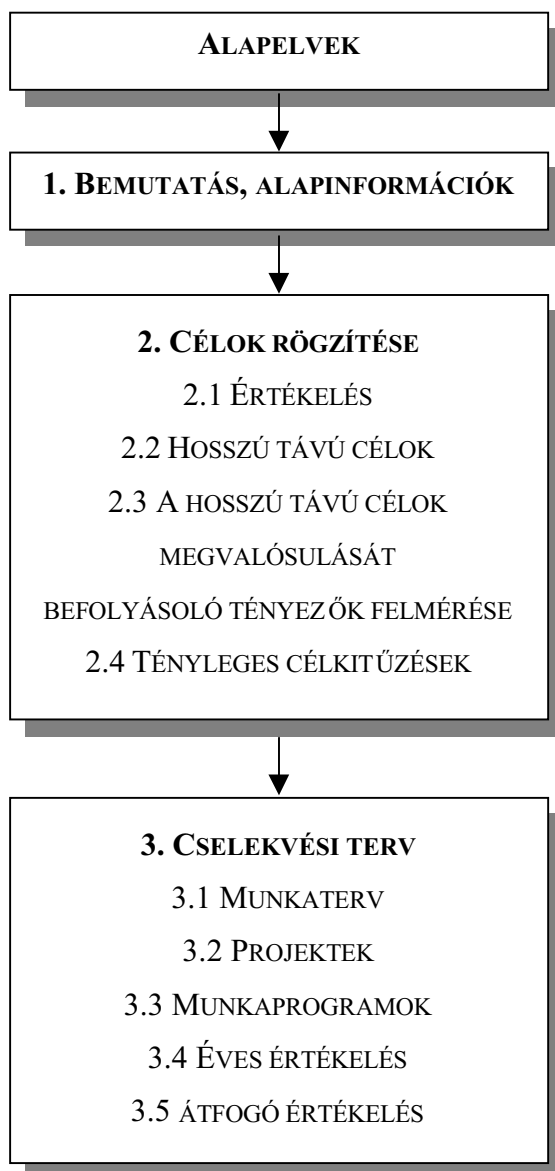 ALAPELVEK
1. BEMUTATÁS, ALAPINFORMÁCIÓK
2. CÉLOK RÖGZÍTÉSE
2.1 ÉRTÉKELÉS
2.2 HOSSZÚ TÁVÚ CÉLOK
2.3 A HOSSZÚ TÁVÚ CÉLOK
MEGVALÓSULÁSÁT
BEFOLYÁSOLÓ TÉNYEZŐK FELMÉRÉSE
2.4 TÉNYLEGES CÉLKITŰZÉSEK
3. CSELEKVÉSI TERV
3.1 MUNKATERV
3.2 PROJEKTEK
3.3 MUNKAPROGRAMOK
3.4 ÉVES ÉRTÉKELÉS
3.5 ÁTFOGÓ ÉRTÉKELÉS